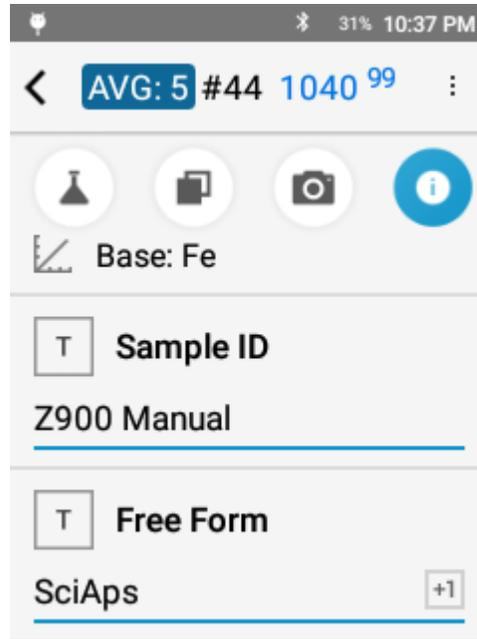 31% 10:37 PM
AVG: 5 #44 1040 99
i
Base: Fe
T Sample ID
Z900 Manual
T Free Form
SciAps +1